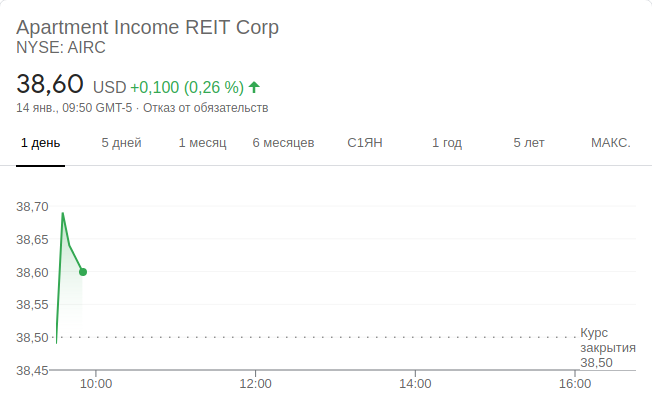 Apartment Income REIT Corp
NYSE: AIRC
38,60 USD +0,100 (0,26 %)
14 янв., 09:50 GMT-5 · Отказ от обязательств
1 день 5 дней 1 месяц 6 месяцев С1ЯН 1 год 5 лет МАКС.
38,70
38,65
38,60
38,55
38,50
38,45
Курс
закрытия
38,50
10:00 12:00 14:00 16:00